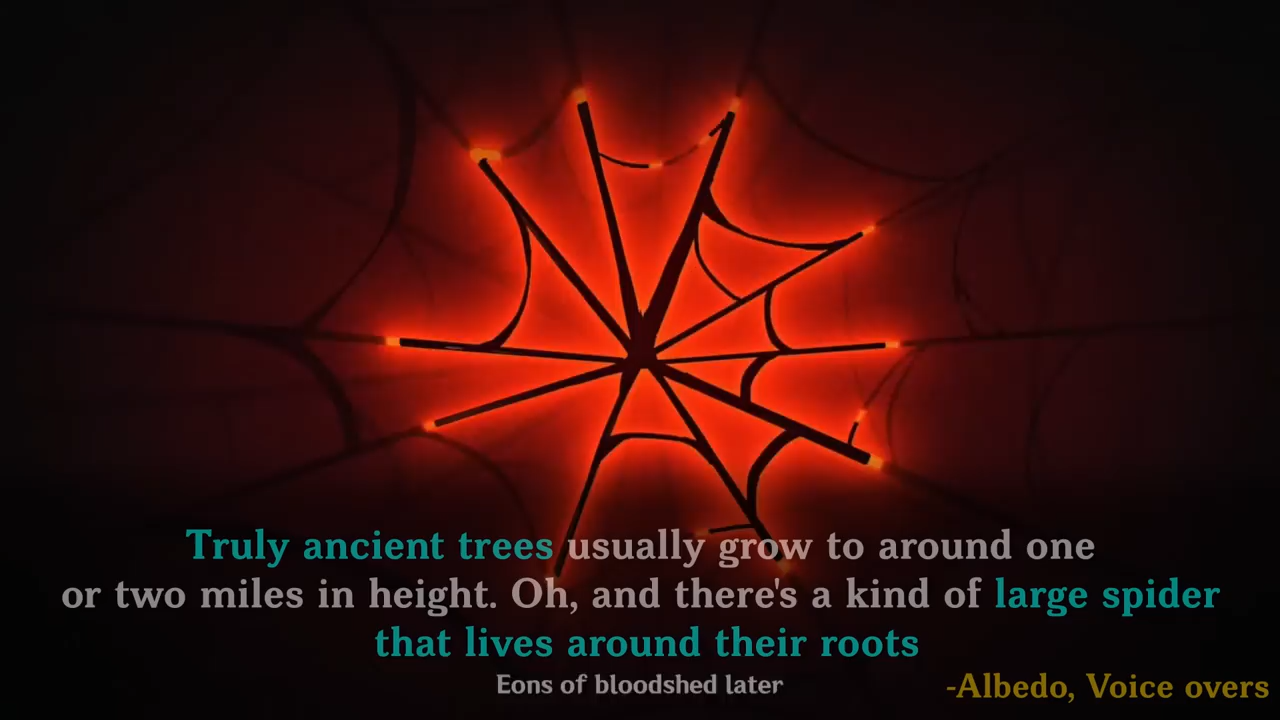 Truly ancient trees usually grow to around one
or two miles in height. Oh, and there's a kind of large spider
that lives around their roots
Eons of bloodshed later
-Albedo, Voice overs